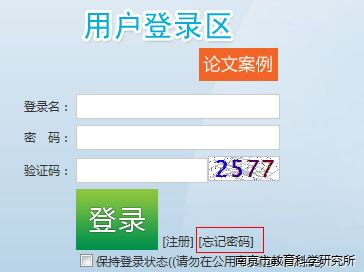 用户登录区
论文案例
登录名：
密 码：
验证码： 2577
登录 [注册] [忘记密码]
保持登录状态((请勿在公用
南京市教育科学研究所